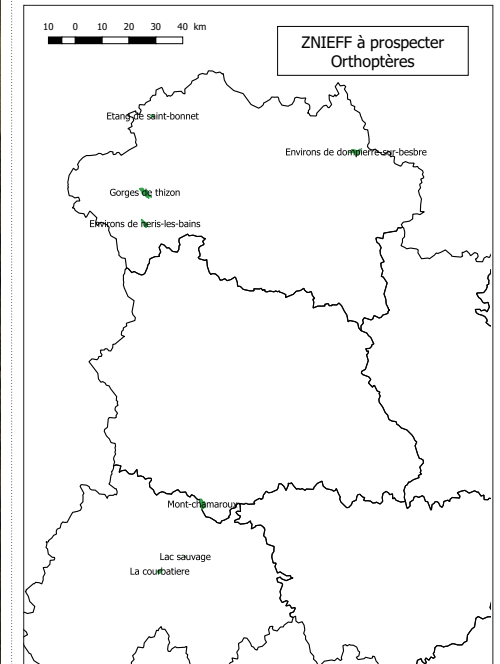 10 0 10 20 30 40 km
ZNIEFF à prospecter
Orthoptères
Etang de saint-bonnet
Environs de dompierre-sur-besbre
Gorges de thizon
Environs de neris-les-bains
Mont-chamaroux
Lac sauvage
La courbatiere